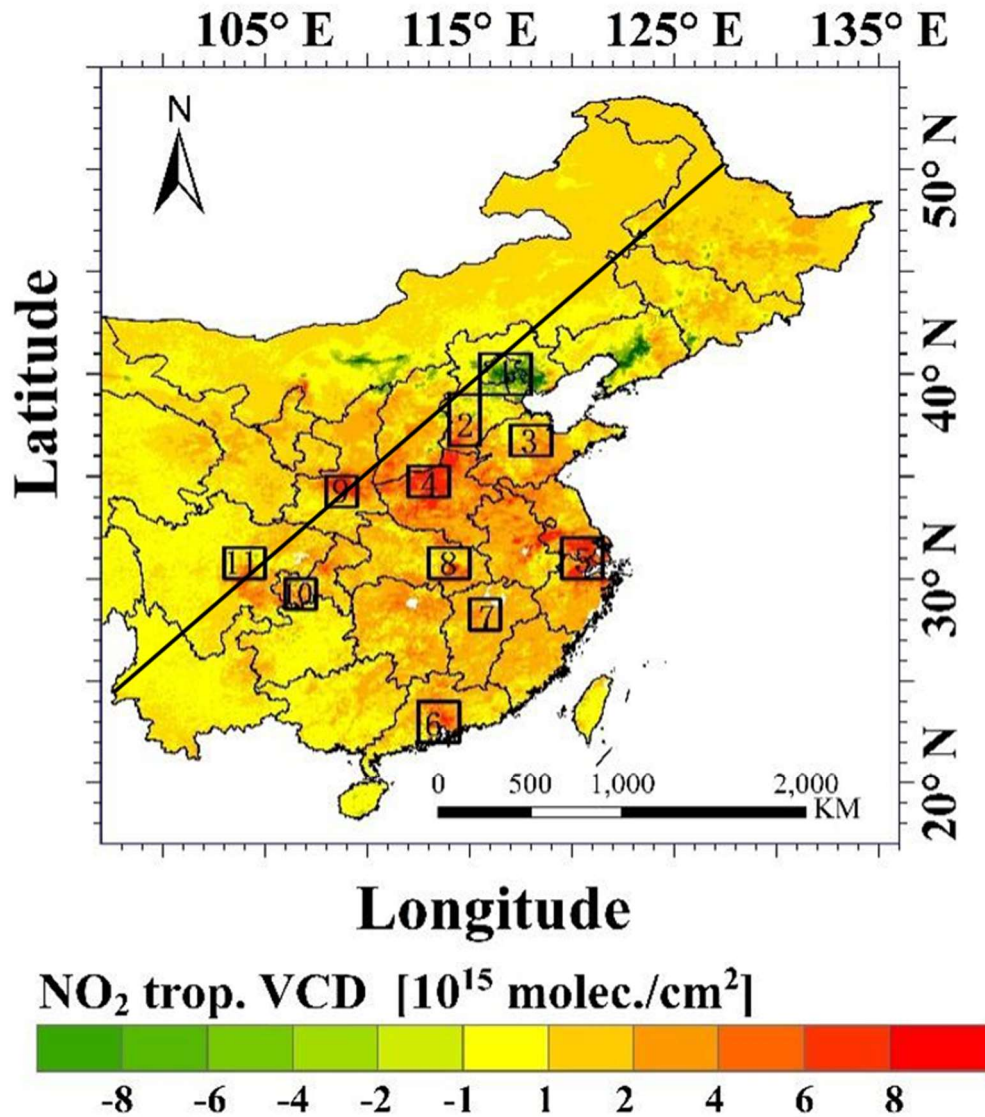 105° E 115° E 125° E 135° E
N
50° N
40° N
30° N
20° N
Latitude
1
2
3
9
4
11
8
5
10
7
6
0 500 1,000 2,000
KM
Longitude
NO₂ trop. VCD [10¹⁵ molec./cm²]
-8 -6 -4 -2 -1 1 2 4 6 8